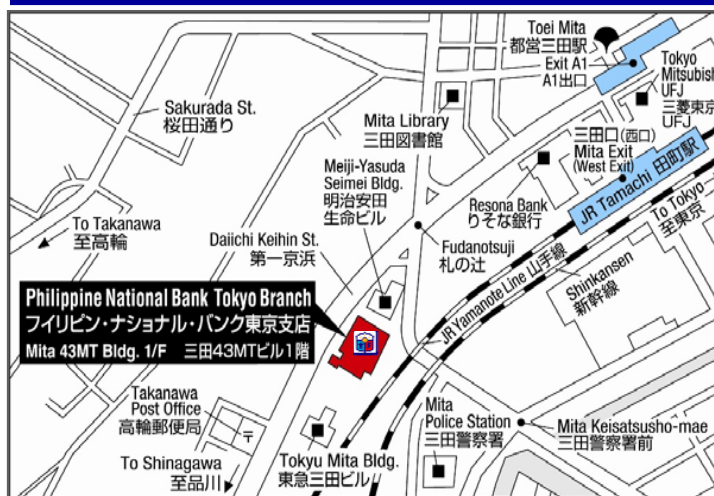 Toei Mita
都営三田駅
Exit A1
A1出口
Tokyo
Mitsubish
UFJ
三菱東京
UFJ
Sakurada St.
桜田通り
Mita Library
三田図書館
三田口(西口)
Mita Exit
(West Exit)
JR Tamachi 田町駅
Meiji-Yasuda
Seimei Bldg.
明治安田
生命ビル
Resona Bank
りそな銀行
To Tokyo
至東京
To Takanawa
至高輪
Daiichi Keihin St.
第一京浜
Fudanotsuji
札の辻
JR Yamanote Line 山手線
Shinkansen
新幹線
Philippine National Bank Tokyo Branch
フイリピン・ナショナル・バンク東京支店
Mita 43MT Bldg. 1/F 三田43MTビル1階
Takanawa
Post Office
高輪郵便局
〒
Mita
Police Station
三田警察署
Mita Keisatsusho-mae
三田警察署前
To Shinagawa
至品川
Tokyu Mita Bldg.
東急三田ビル